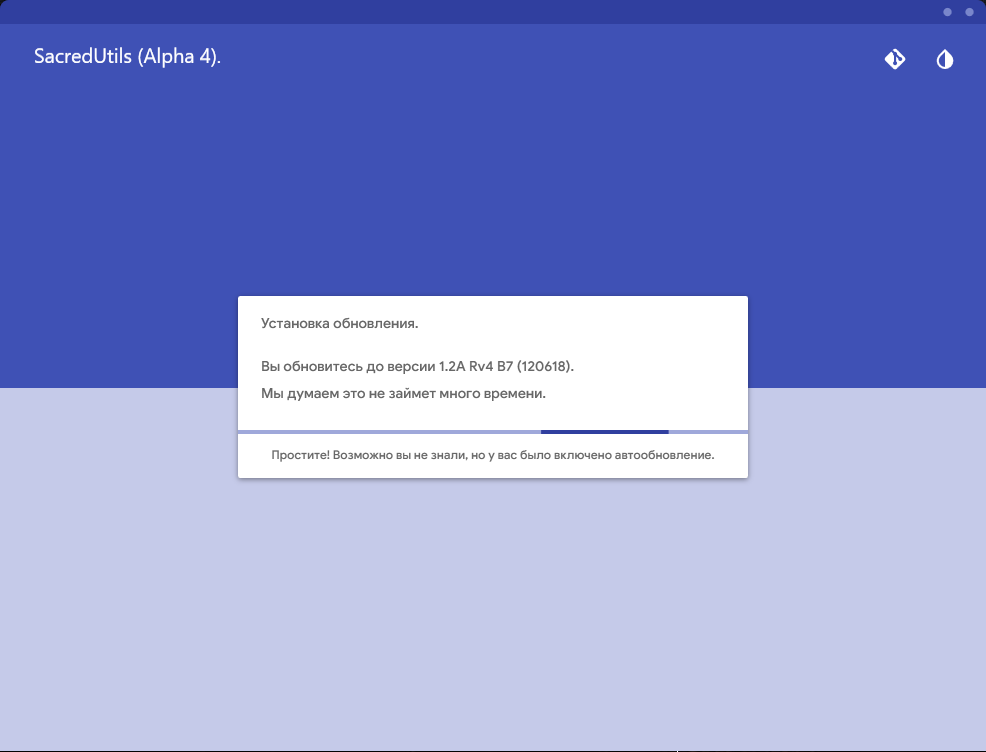 SacredUtils (Alpha 4).
Установка обновления.
Вы обновитесь до версии 1.2A Rv4 B7 (120618).
Мы думаем это не займет много времени.
Простите! Возможно вы не знали, но у вас было включено автообновление.